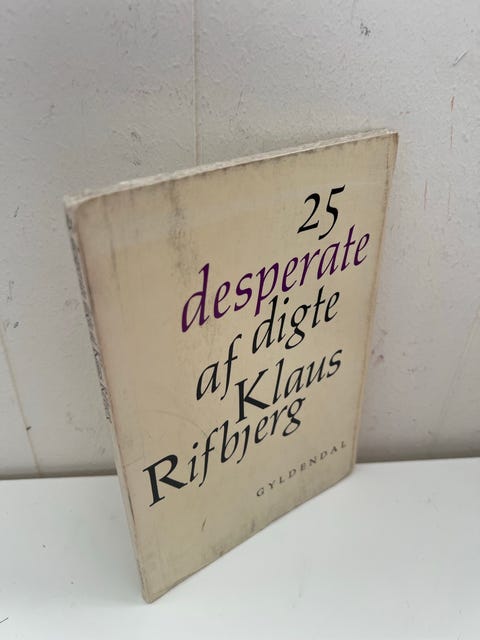 25
desperate
digte
af
Klaus
Rifbjerg
GYLDENDAL